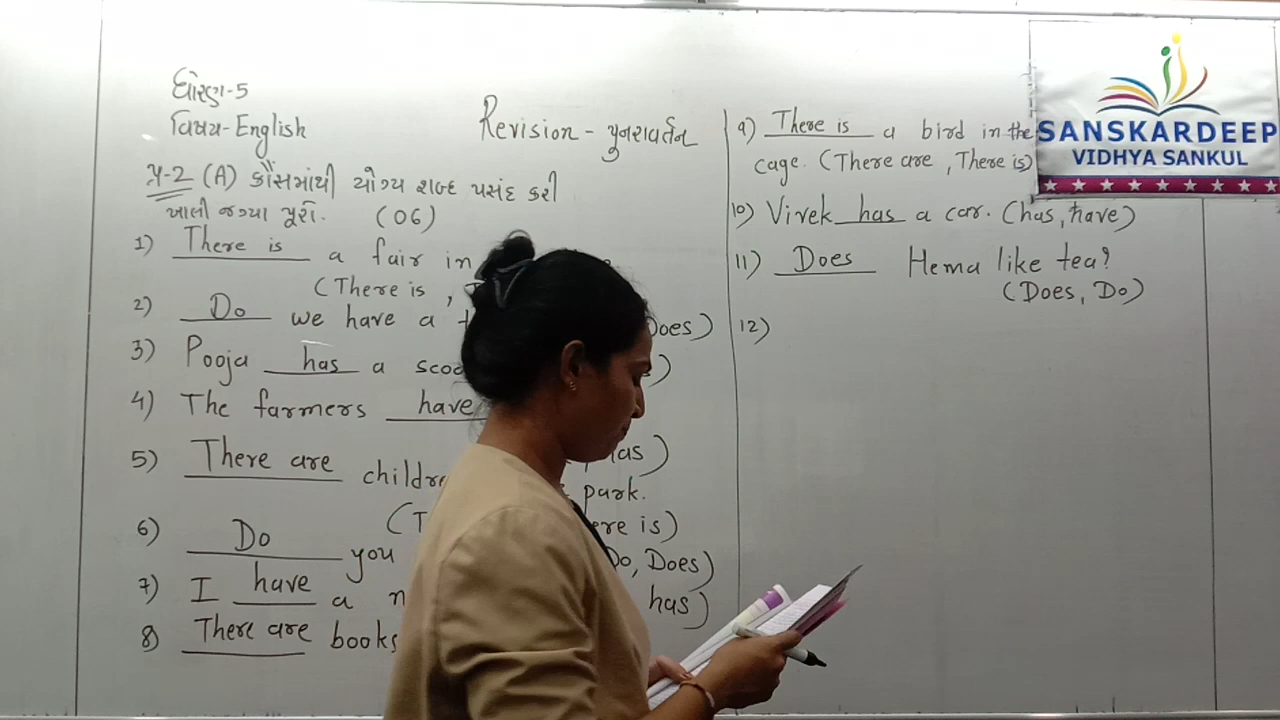 ધોરણ-5
વિષય-English
Revision - પુનરાવર્તન
પ્ર-2 (A) કૌંસમાંથી યોગ્ય શબ્દ પસંદ કરી
ખાલી જગ્યા પૂરો. (06)
1) There is a fair in
(There is ,
2) Do we have a Does)
3) Pooja has a )
4) The farmers have
has)
5) There are park.
is)
6) Do you Do, Does)
7) I have a has)
8) There are books
9) There is a bird in the
cage. (There are , There is)
10) Vivek has a car. (has, have)
11) Does Hema like tea?
(Does, Do)
12)
SANSKARDEEP
VIDHYA SANKUL